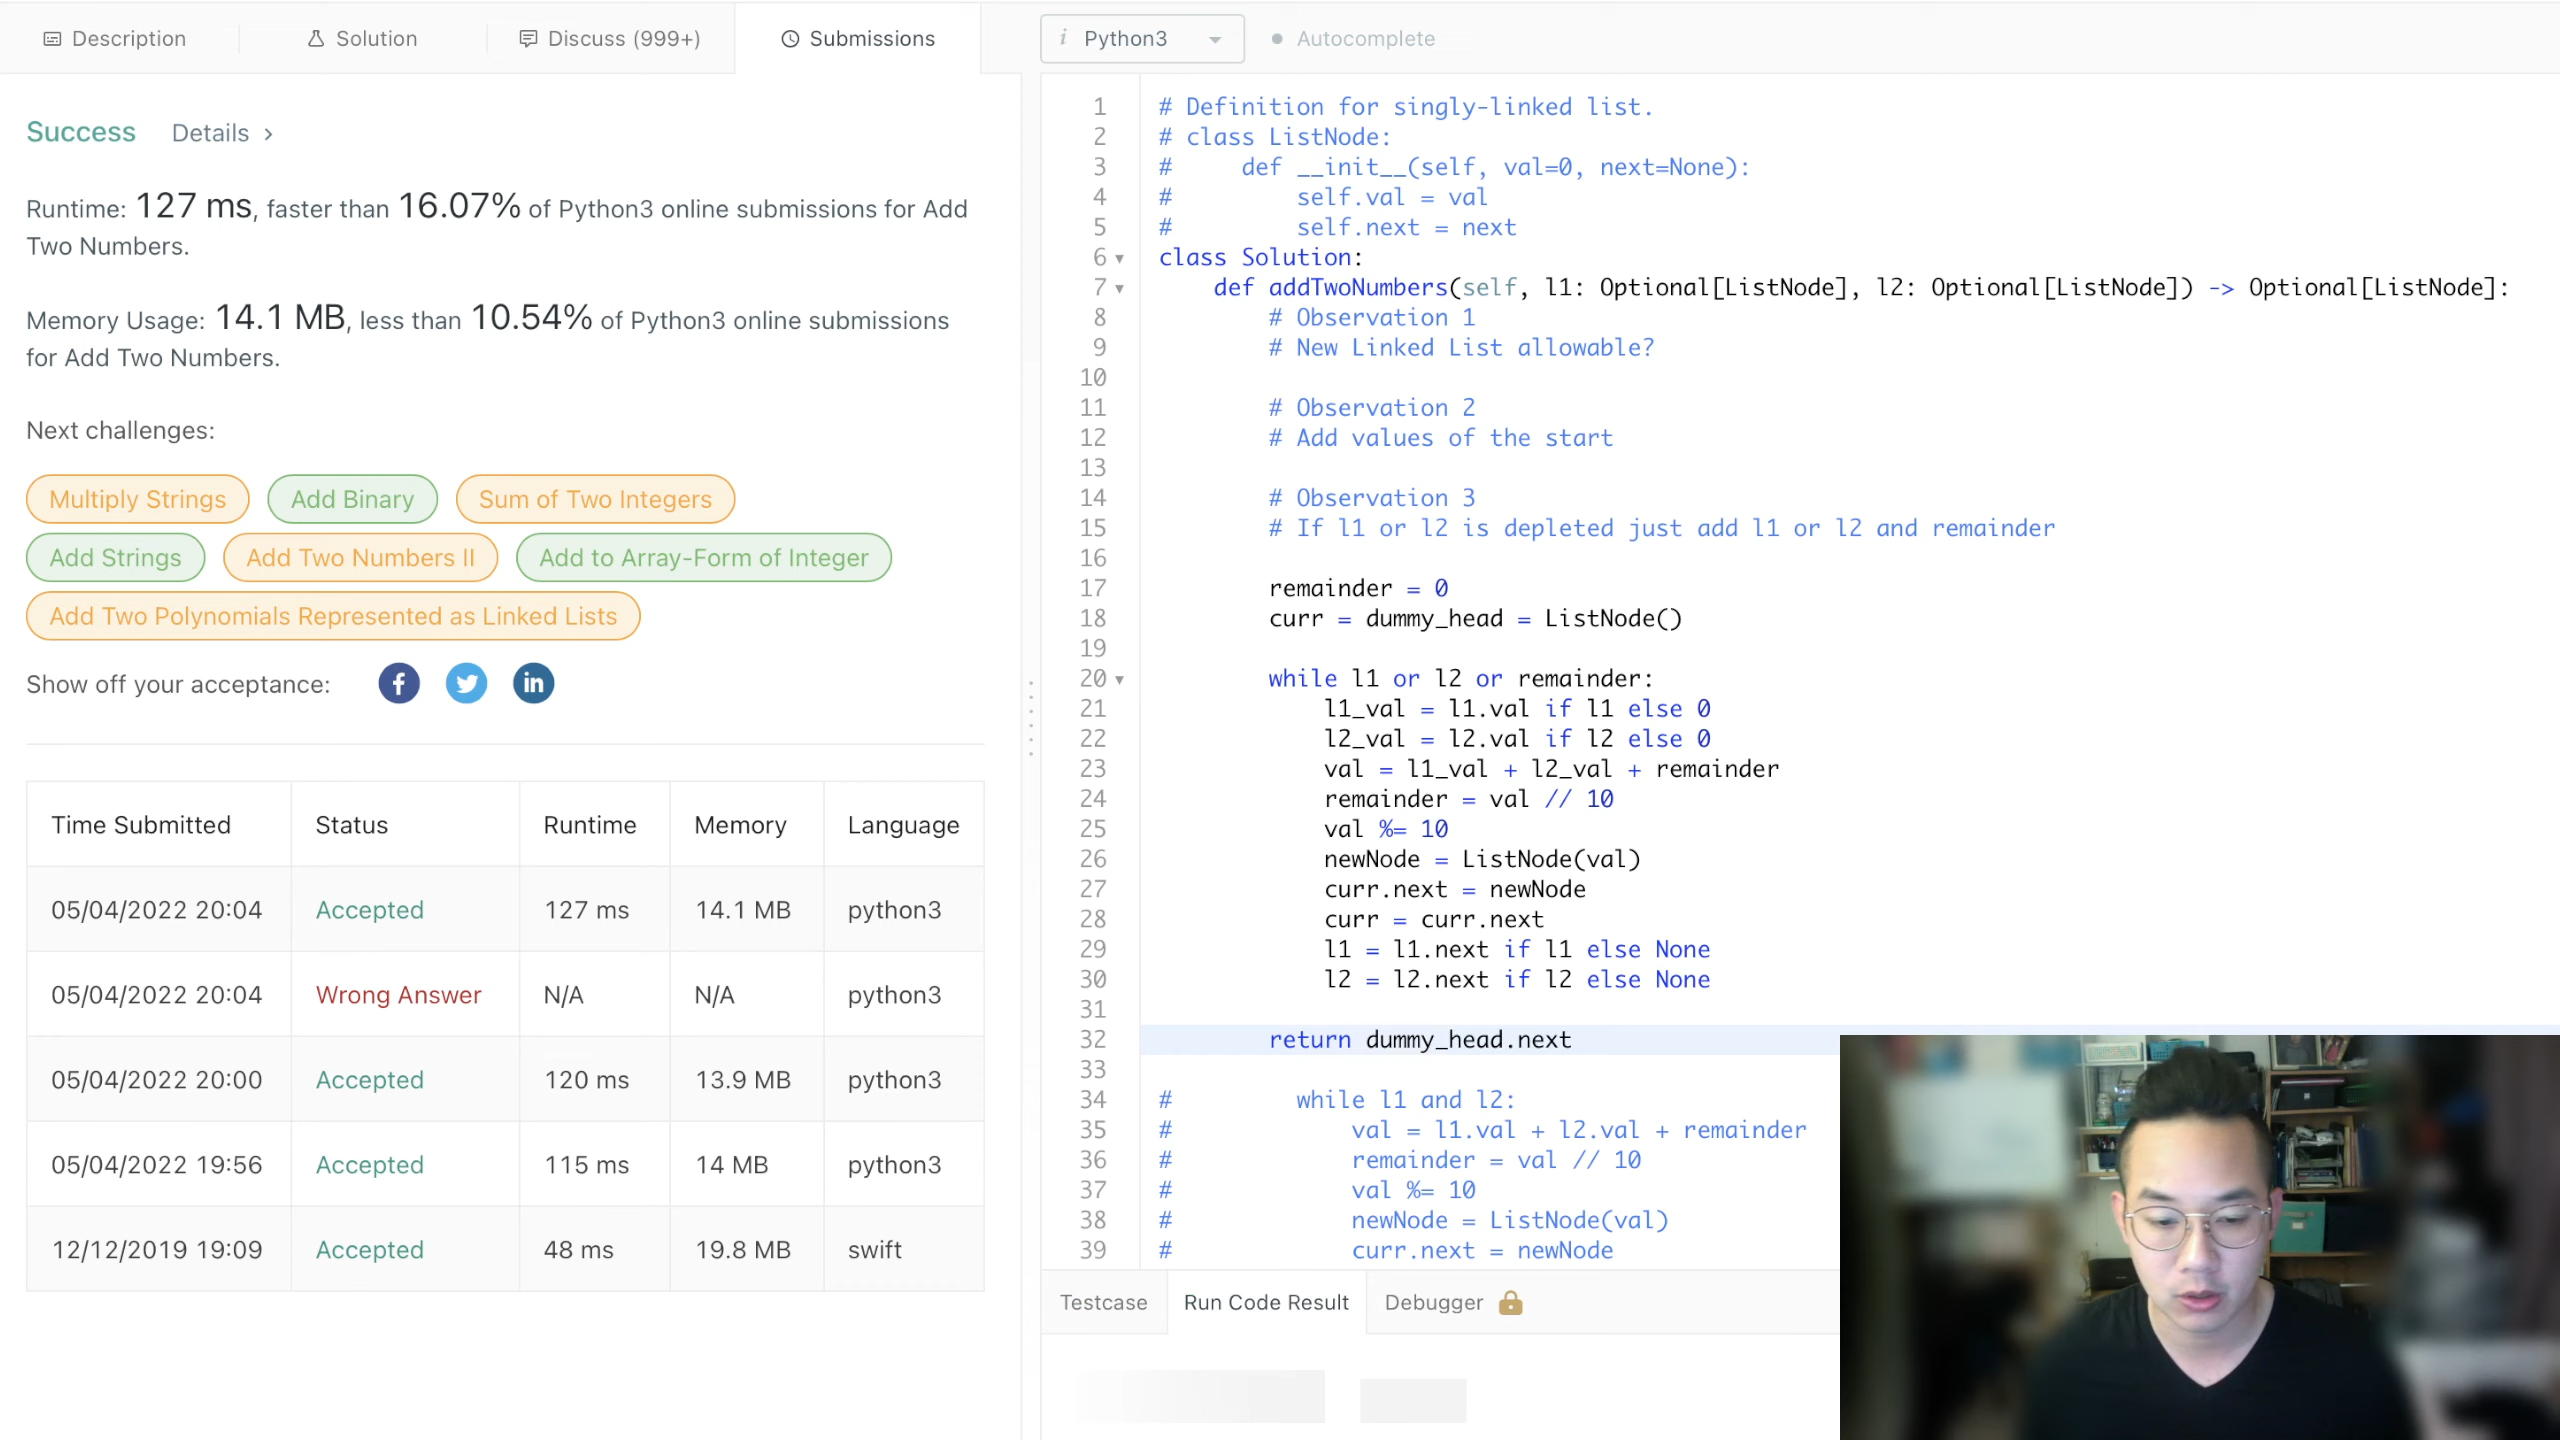 Description
Solution
Discuss (999+)
Submissions
Success Details >
Runtime: 127 ms, faster than 16.07% of Python3 online submissions for Add
Two Numbers.
Memory Usage: 14.1 MB, less than 10.54% of Python3 online submissions
for Add Two Numbers.
Next challenges:
Multiply Strings Add Binary Sum of Two Integers
Add Strings Add Two Numbers II Add to Array-Form of Integer
Add Two Polynomials Represented as Linked Lists
Show off your acceptance: f in
Time Submitted Status Runtime Memory Language
05/04/2022 20:04 Accepted 127 ms 14.1 MB python3
05/04/2022 20:04 Wrong Answer N/A N/A python3
05/04/2022 20:00 Accepted 120 ms 13.9 MB python3
05/04/2022 19:56 Accepted 115 ms 14 MB python3
12/12/2019 19:09 Accepted 48 ms 19.8 MB swift
i Python3 Autocomplete
1 # Definition for singly-linked list.
2 # class ListNode:
3 #     def __init__(self, val=0, next=None):
4 #         self.val = val
5 #         self.next = next
6 class Solution:
7     def addTwoNumbers(self, l1: Optional[ListNode], l2: Optional[ListNode]) -> Optional[ListNode]:
8         # Observation 1
9         # New Linked List allowable?
10
11         # Observation 2
12         # Add values of the start
13
14         # Observation 3
15         # If l1 or l2 is depleted just add l1 or l2 and remainder
16
17         remainder = 0
18         curr = dummy_head = ListNode()
19
20         while l1 or l2 or remainder:
21             l1_val = l1.val if l1 else 0
22             l2_val = l2.val if l2 else 0
23             val = l1_val + l2_val + remainder
24             remainder = val // 10
25             val %= 10
26             newNode = ListNode(val)
27             curr.next = newNode
28             curr = curr.next
29             l1 = l1.next if l1 else None
30             l2 = l2.next if l2 else None
31
32         return dummy_head.next
33
34 #         while l1 and l2:
35 #             val = l1.val + l2.val + remainder
36 #             remainder = val // 10
37 #             val %= 10
38 #             newNode = ListNode(val)
39 #             curr.next = newNode
Testcase Run Code Result Debugger